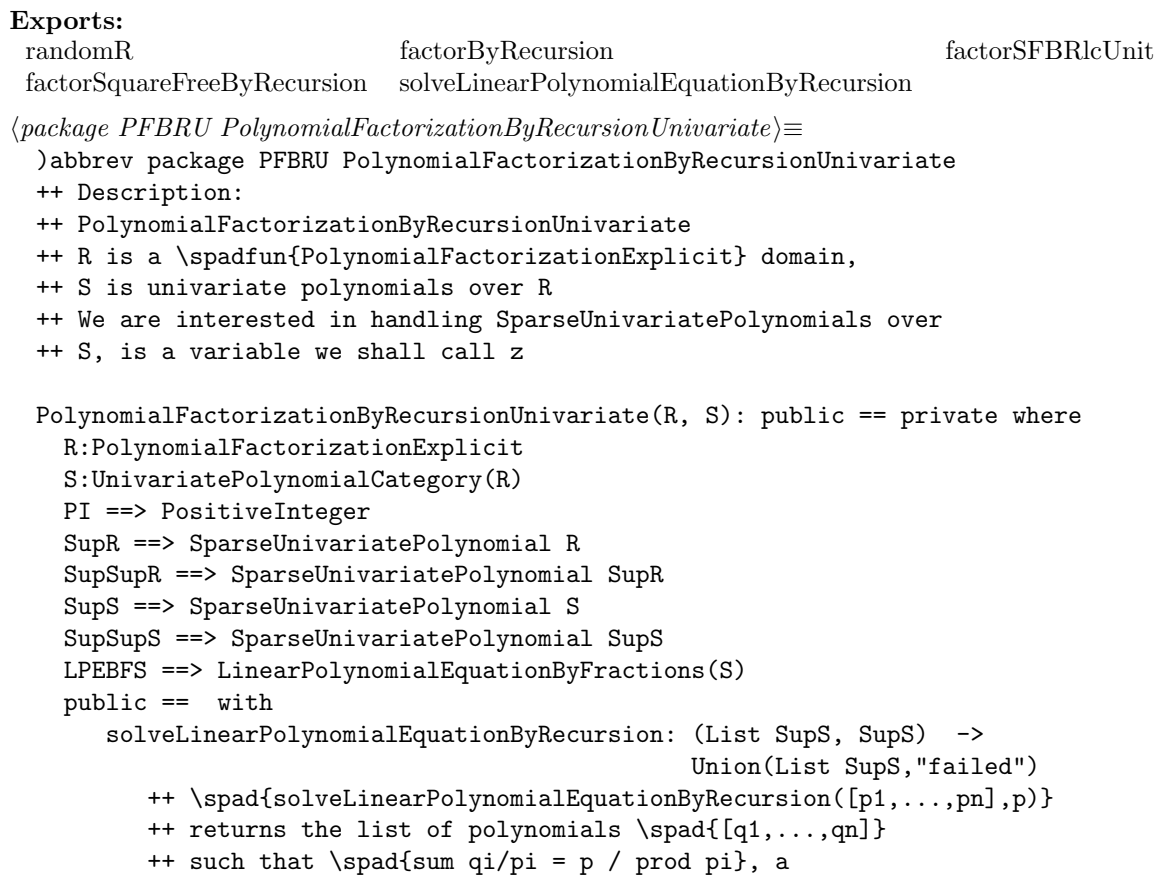 Exports:
randomR factorByRecursion factorSFBRlcUnit
factorSquareFreeByRecursion solveLinearPolynomialEquationByRecursion
⟨package PFBRU PolynomialFactorizationByRecursionUnivariate⟩≡
)abbrev package PFBRU PolynomialFactorizationByRecursionUnivariate
++ Description:
++ PolynomialFactorizationByRecursionUnivariate
++ R is a \spadfun{PolynomialFactorizationExplicit} domain,
++ S is univariate polynomials over R
++ We are interested in handling SparseUnivariatePolynomials over
++ S, is a variable we shall call z
PolynomialFactorizationByRecursionUnivariate(R, S): public == private where
R:PolynomialFactorizationExplicit
S:UnivariatePolynomialCategory(R)
PI ==> PositiveInteger
SupR ==> SparseUnivariatePolynomial R
SupSupR ==> SparseUnivariatePolynomial SupR
SupS ==> SparseUnivariatePolynomial S
SupSupS ==> SparseUnivariatePolynomial SupS
LPEBFS ==> LinearPolynomialEquationByFractions(S)
public == with
solveLinearPolynomialEquationByRecursion: (List SupS, SupS) ->
Union(List SupS,"failed")
++ \spad{solveLinearPolynomialEquationByRecursion([p1,...,pn],p)}
++ returns the list of polynomials \spad{[q1,...,qn]}
++ such that \spad{sum qi/pi = p / prod pi}, a